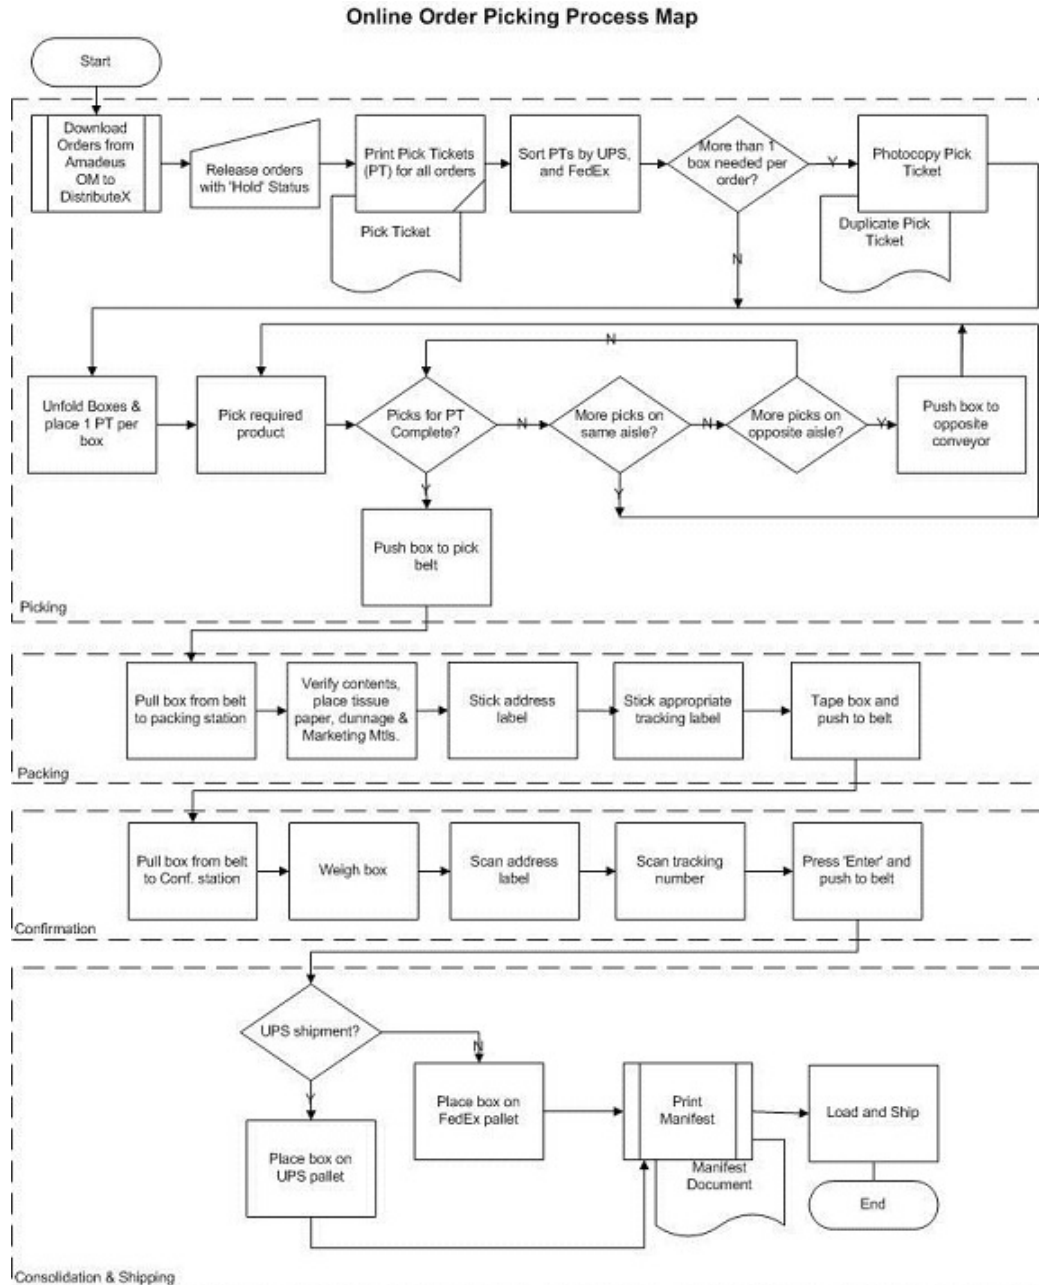 Online Order Picking Process Map
Start
Download
Orders from
Amadeus
OM to
DistributeX
Release orders
with 'Hold' Status
Print Pick Tickets
(PT) for all orders
Pick Ticket
Sort PTs by UPS,
and FedEx
More than 1
box needed per
order?
Y
N
Photocopy Pick
Ticket
Duplicate Pick
Ticket
Unfold Boxes &
place 1 PT per
box
Pick required
product
Picks for PT
Complete?
N
Y
More picks on
same aisle?
N
Y
More picks on
opposite aisle?
N
Y
Push box to
opposite
conveyor
Push box to pick
belt
Picking
Pull box from belt
to packing station
Verify contents,
place tissue
paper, dunnage &
Marketing Mtls.
Stick address
label
Stick appropriate
tracking label
Tape box and
push to belt
Packing
Pull box from belt
to Conf. station
Weigh box
Scan address
label
Scan tracking
number
Press 'Enter' and
push to belt
Confirmation
UPS shipment?
N
Y
Place box on
FedEx pallet
Place box on
UPS pallet
Print
Manifest
Manifest
Document
Load and Ship
End
Consolidation & Shipping